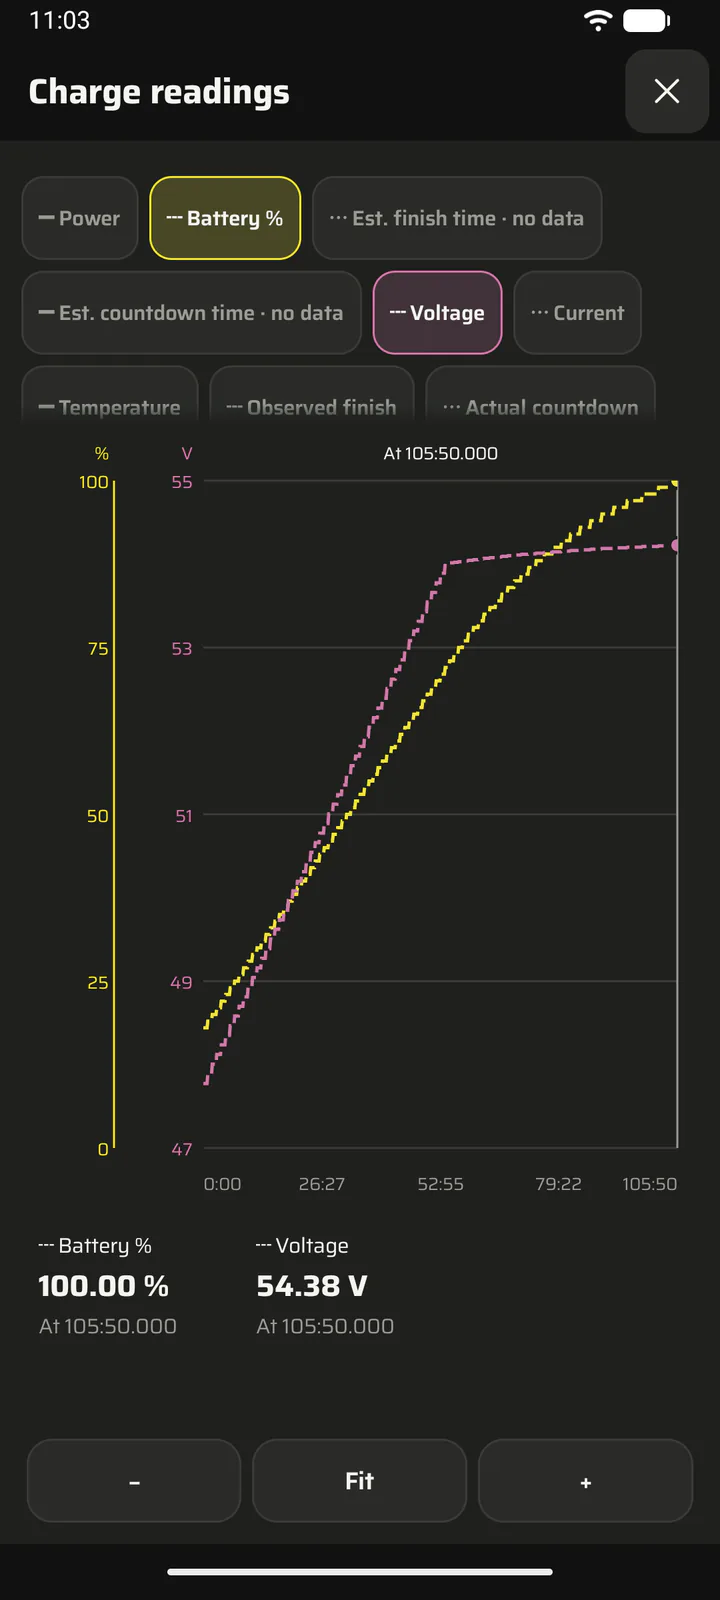 11:03
Charge readings
Power
Battery %
Est. finish time · no data
Est. countdown time · no data
Voltage
Current
Temperature
Observed finish
Actual countdown
% V At 105:50.000
100 55
75 53
50 51
25 49
0 47
0:00 26:27 52:55 79:22 105:50
Battery % Voltage
100.00 % 54.38 V
At 105:50.000 At 105:50.000
– Fit +